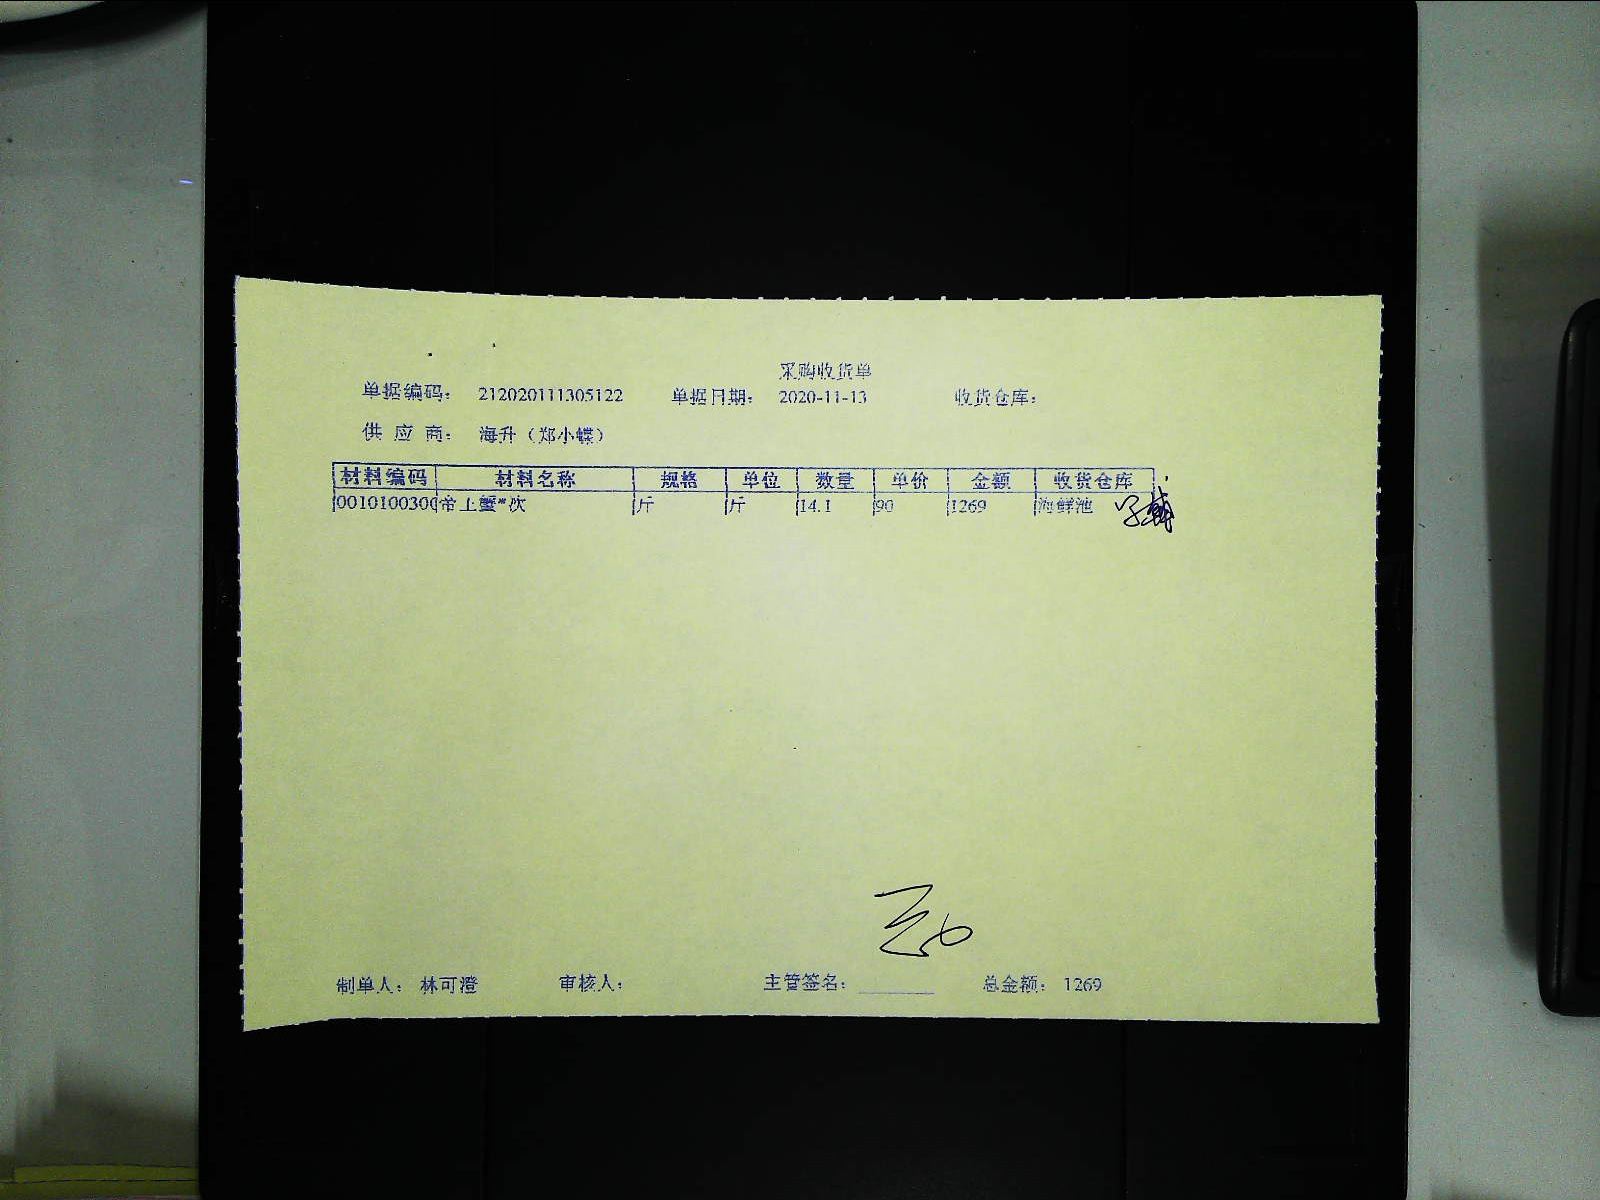 采购收货单
单据编码: 212020111305122 单据日期: 2020-11-13 收货仓库:
供 应 商: 海升（郑小蝶）
材料编码 材料名称 规格 单位 数量 单价 金额 收货仓库
0010100300 帝王蟹* 斤 斤 14.1 90 1269 海鲜池
制单人: 林可澄 审核人: 主管签名: 总金额: 1269